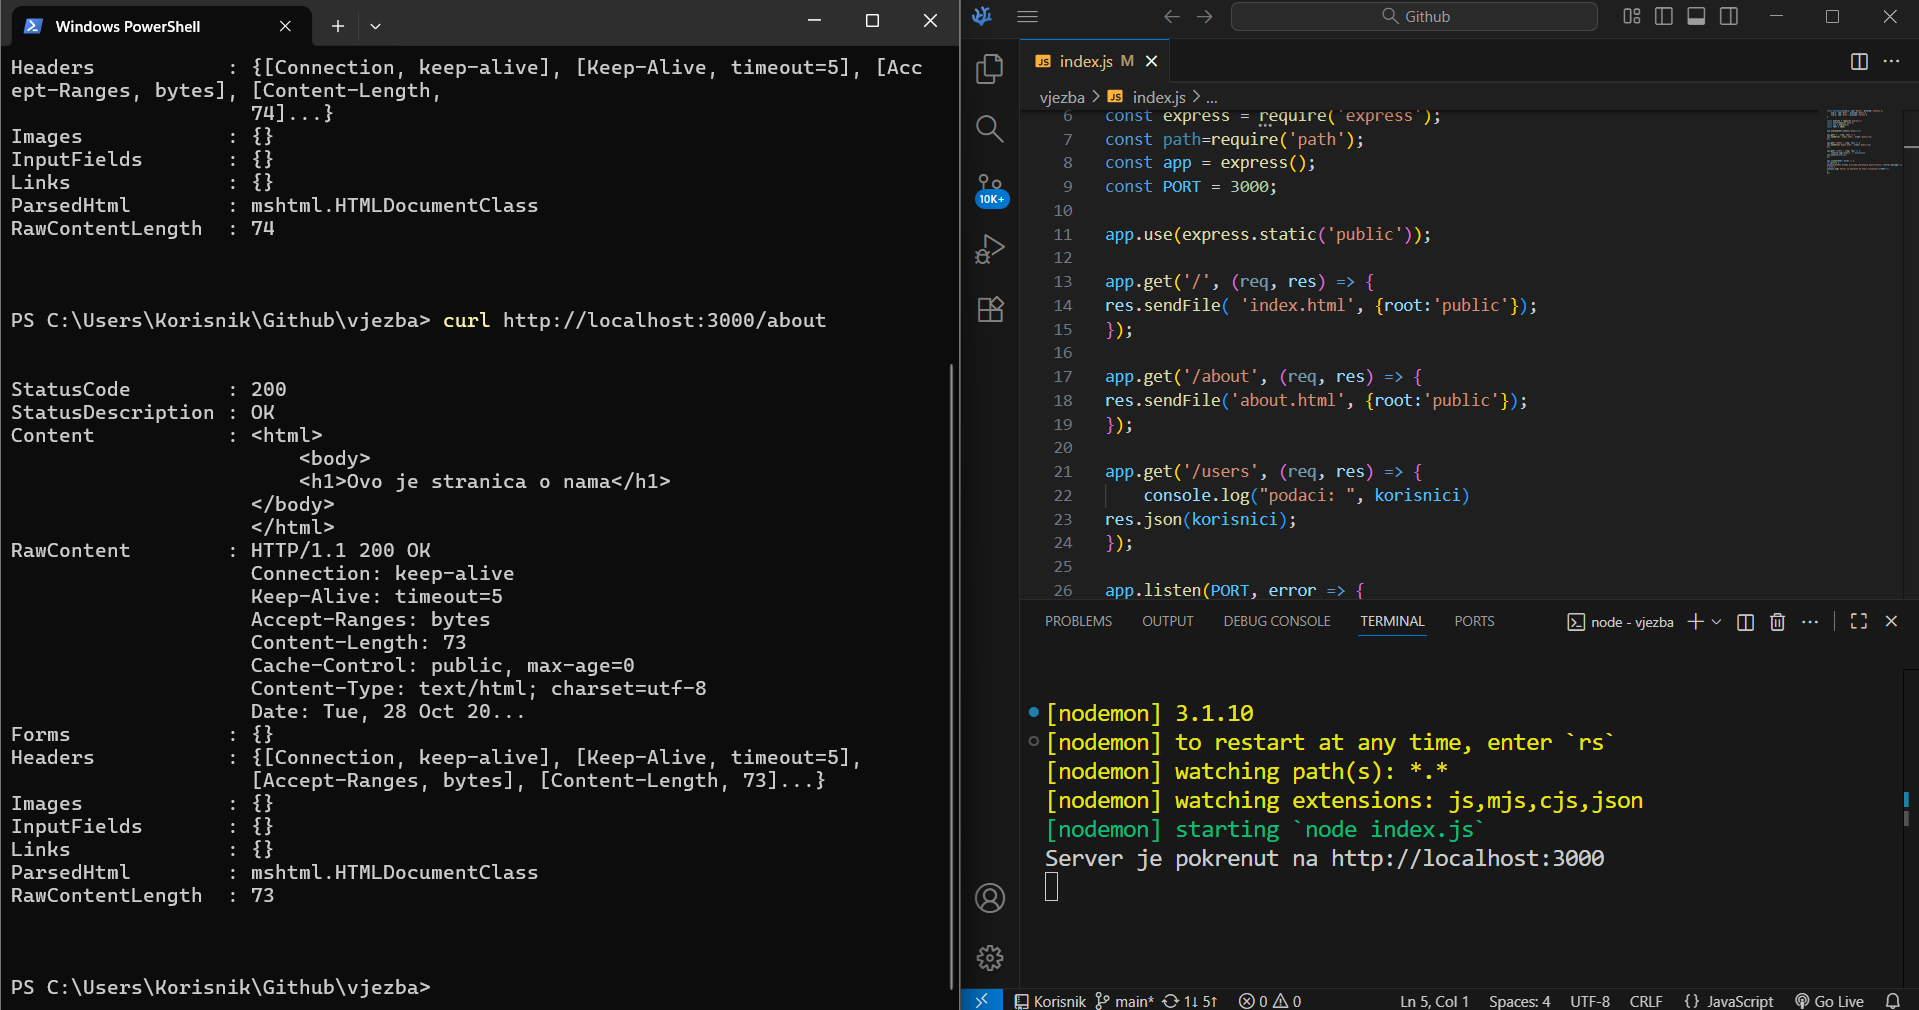 Windows PowerShell
Headers           : {[Connection, keep-alive], [Keep-Alive, timeout=5], [Acc
ept-Ranges, bytes], [Content-Length,
                    74]...}
Images            : {}
InputFields       : {}
Links             : {}
ParsedHtml        : mshtml.HTMLDocumentClass
RawContentLength  : 74
PS C:\Users\Korisnik\Github\vjezba> curl http://localhost:3000/about
StatusCode        : 200
StatusDescription : OK
Content           : <html>
                        <body>
                        <h1>Ovo je stranica o nama</h1>
                    </body>
                    </html>
RawContent        : HTTP/1.1 200 OK
                    Connection: keep-alive
                    Keep-Alive: timeout=5
                    Accept-Ranges: bytes
                    Content-Length: 73
                    Cache-Control: public, max-age=0
                    Content-Type: text/html; charset=utf-8
                    Date: Tue, 28 Oct 20...
Forms             : {}
Headers           : {[Connection, keep-alive], [Keep-Alive, timeout=5],
                    [Accept-Ranges, bytes], [Content-Length, 73]...}
Images            : {}
InputFields       : {}
Links             : {}
ParsedHtml        : mshtml.HTMLDocumentClass
RawContentLength  : 73
PS C:\Users\Korisnik\Github\vjezba>
Github
10K+
JS index.js M
vjezba > JS index.js > ...
6 const express = require('express');
7 const path=require('path');
8 const app = express();
9 const PORT = 3000;
10
11 app.use(express.static('public'));
12
13 app.get('/', (req, res) => {
14 res.sendFile( 'index.html', {root:'public'});
15 });
16
17 app.get('/about', (req, res) => {
18 res.sendFile('about.html', {root:'public'});
19 });
20
21 app.get('/users', (req, res) => {
22     console.log("podaci: ", korisnici)
23 res.json(korisnici);
24 });
25
26 app.listen(PORT, error => {
PROBLEMS OUTPUT DEBUG CONSOLE TERMINAL PORTS node - vjezba
[nodemon] 3.1.10
[nodemon] to restart at any time, enter `rs`
[nodemon] watching path(s): *.*
[nodemon] watching extensions: js,mjs,cjs,json
[nodemon] starting `node index.js`
Server je pokrenut na http://localhost:3000
Korisnik main* 1↓ 5↑ 0 0 Ln 5, Col 1 Spaces: 4 UTF-8 CRLF {} JavaScript Go Live